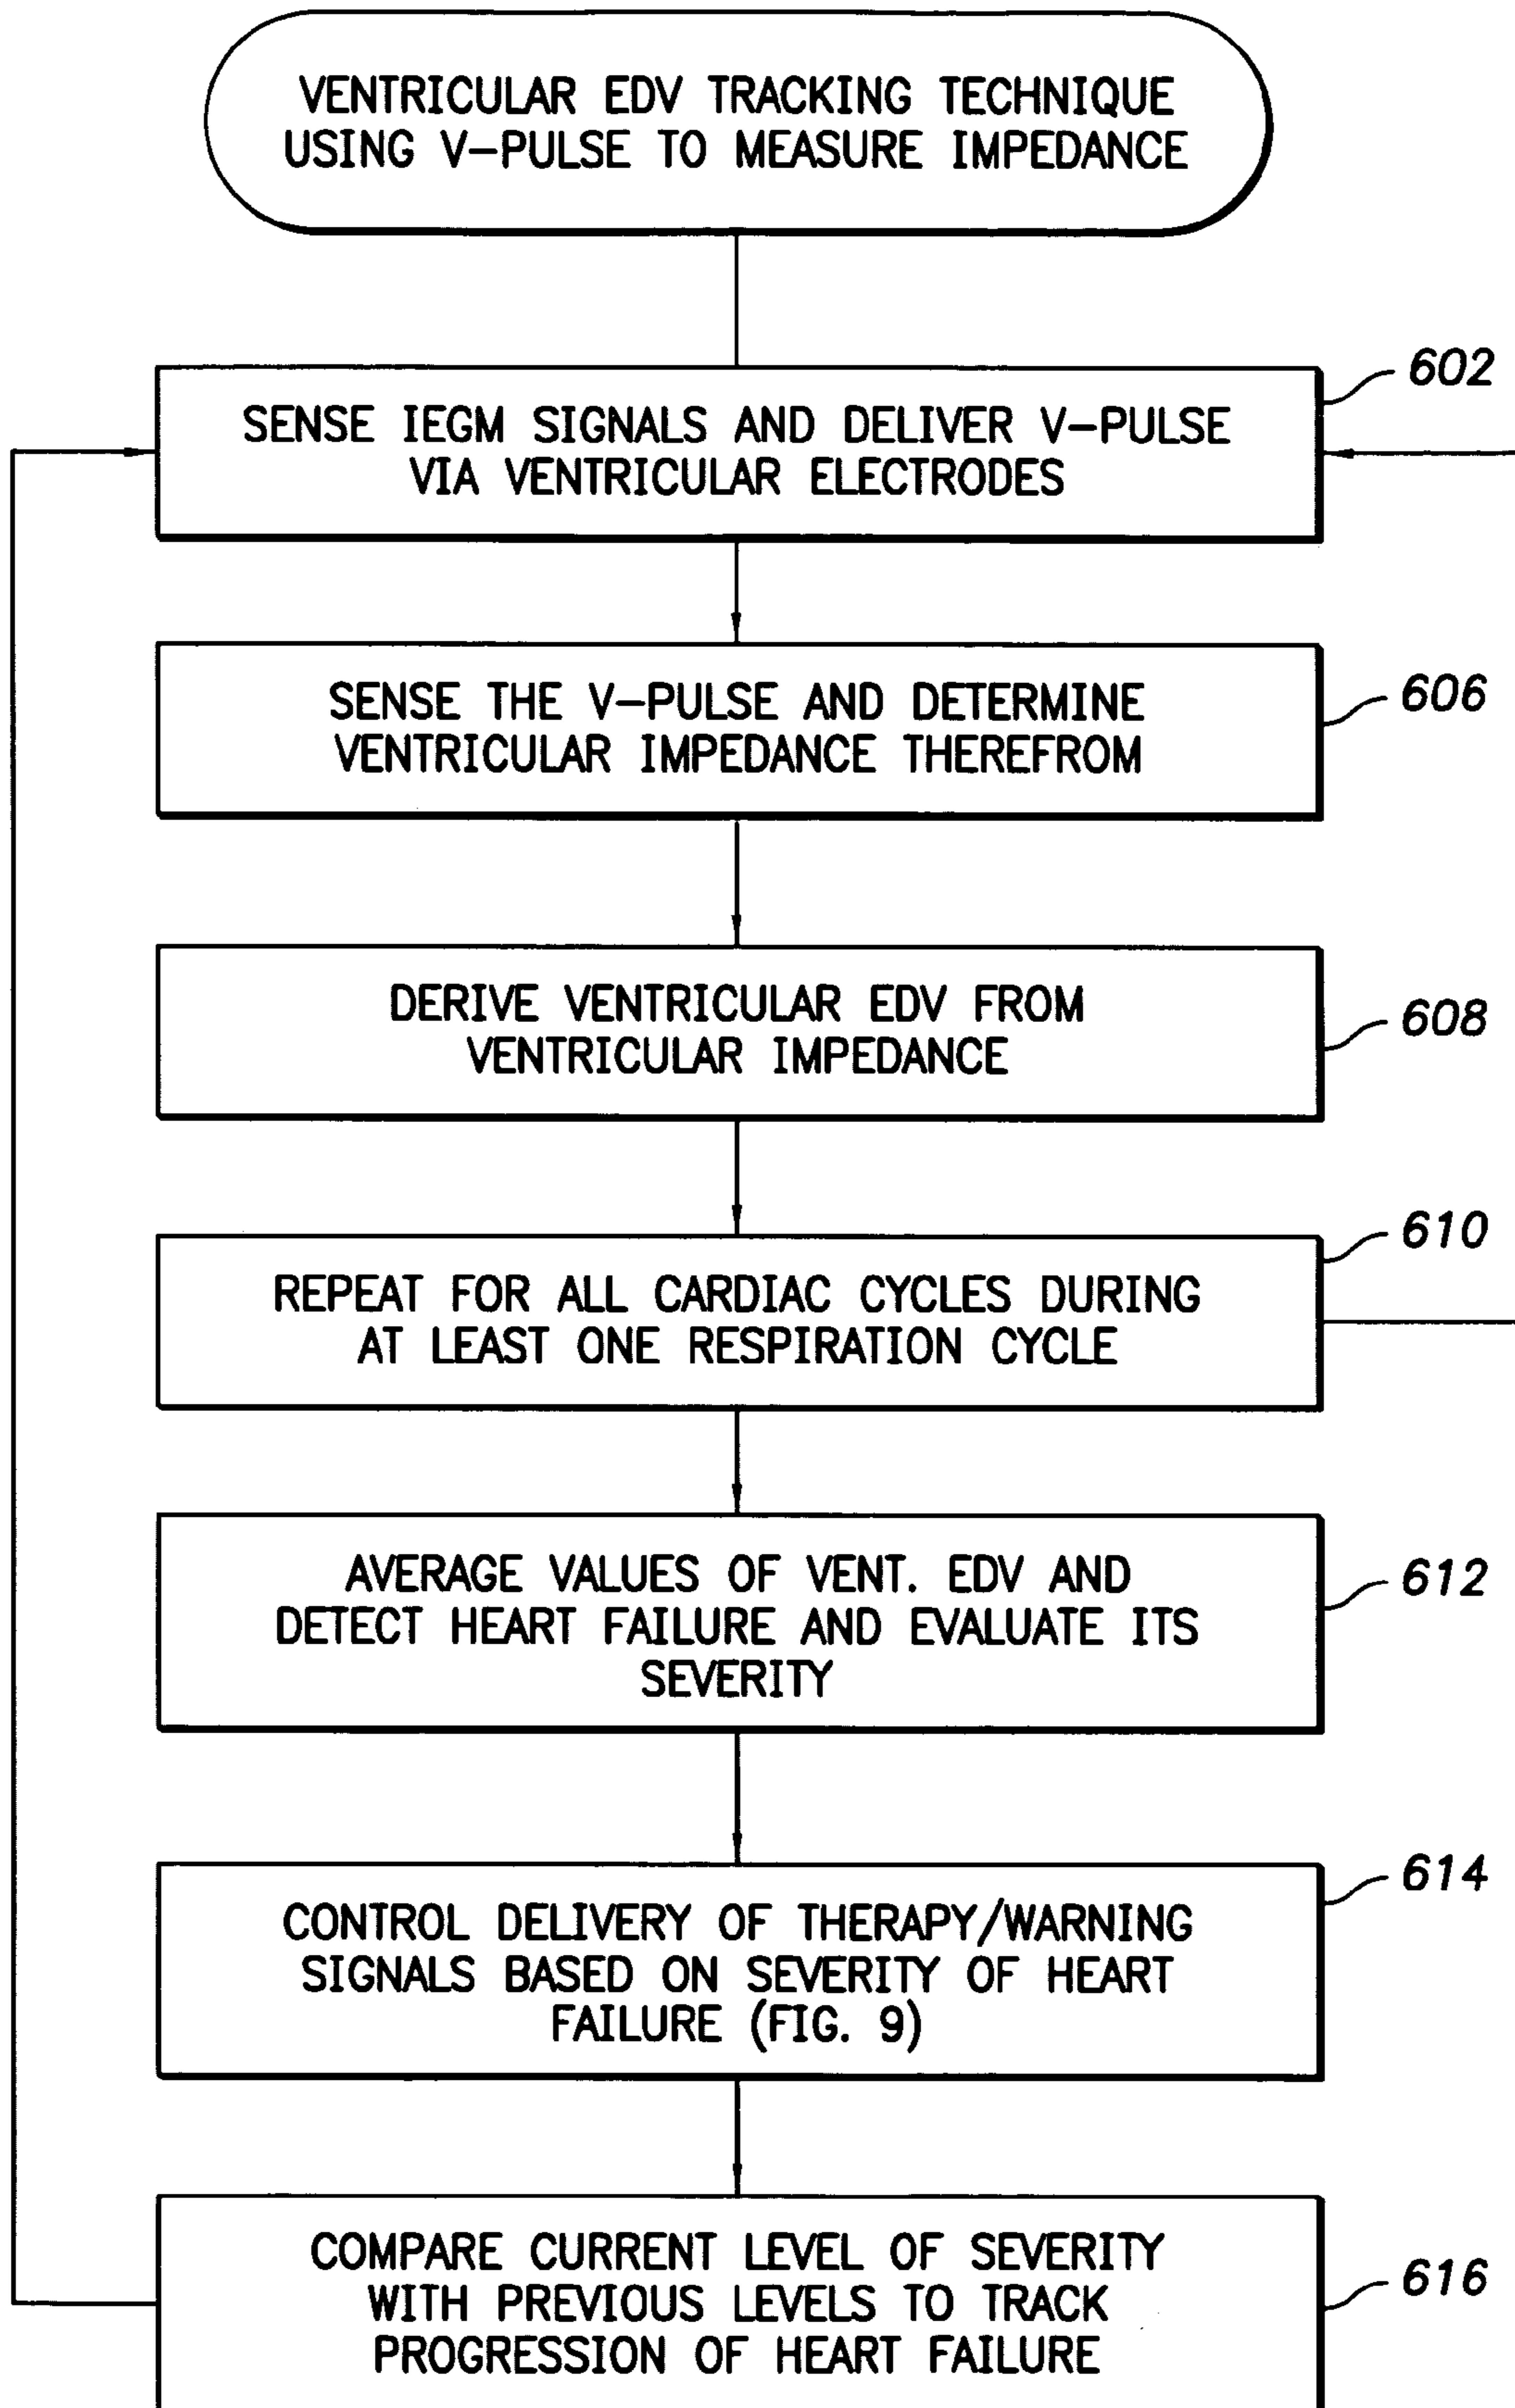 VENTRICULAR EDV TRACKING TECHNIQUE
USING V-PULSE TO MEASURE IMPEDANCE
602
SENSE IEGM SIGNALS AND DELIVER V-PULSE
VIA VENTRICULAR ELECTRODES
606
SENSE THE V-PULSE AND DETERMINE
VENTRICULAR IMPEDANCE THEREFROM
608
DERIVE VENTRICULAR EDV FROM
VENTRICULAR IMPEDANCE
610
REPEAT FOR ALL CARDIAC CYCLES DURING
AT LEAST ONE RESPIRATION CYCLE
612
AVERAGE VALUES OF VENT. EDV AND
DETECT HEART FAILURE AND EVALUATE ITS
SEVERITY
614
CONTROL DELIVERY OF THERAPY/WARNING
SIGNALS BASED ON SEVERITY OF HEART
FAILURE (FIG. 9)
616
COMPARE CURRENT LEVEL OF SEVERITY
WITH PREVIOUS LEVELS TO TRACK
PROGRESSION OF HEART FAILURE